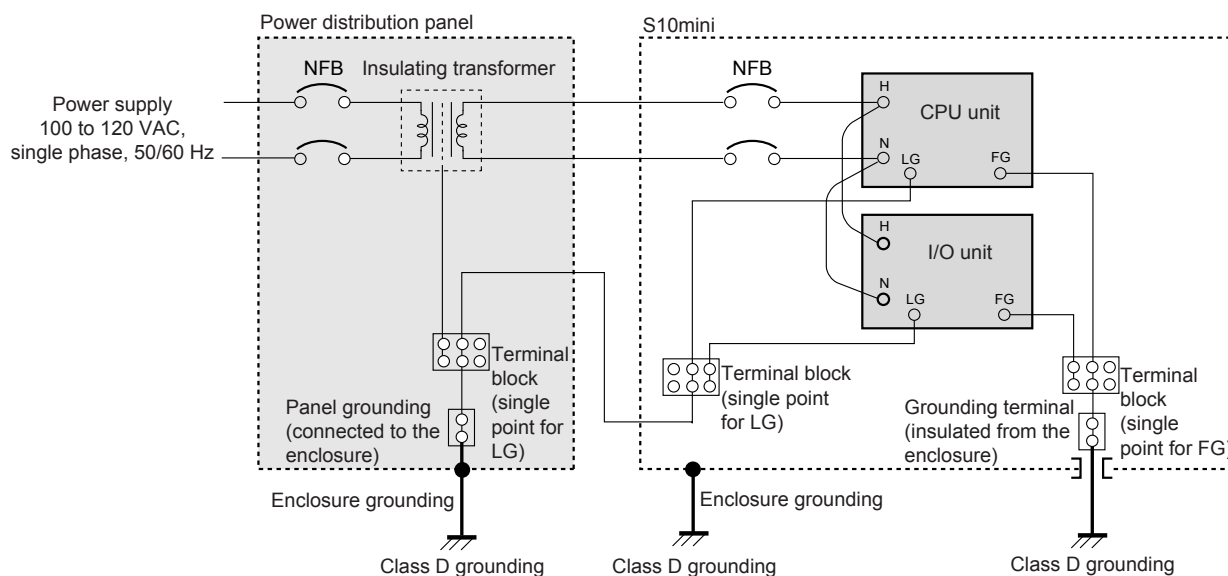 Power distribution panel
S10mini
NFB
Insulating transformer
NFB
Power supply
100 to 120 VAC,
single phase, 50/60 Hz
H
CPU unit
N
LG
FG
H
I/O unit
N
LG
FG
Terminal
block
(single
point for
LG)
Panel grounding
(connected to the
enclosure)
Terminal block
(single point
for LG)
Grounding terminal
(insulated from the
enclosure)
Terminal
block
(single
point for FG)
Enclosure grounding
Enclosure grounding
Class D grounding
Class D grounding
Class D grounding